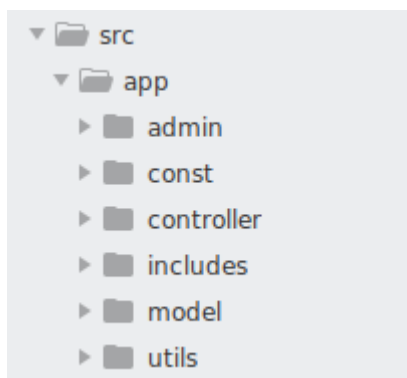 src
app
admin
const
controller
includes
model
utils